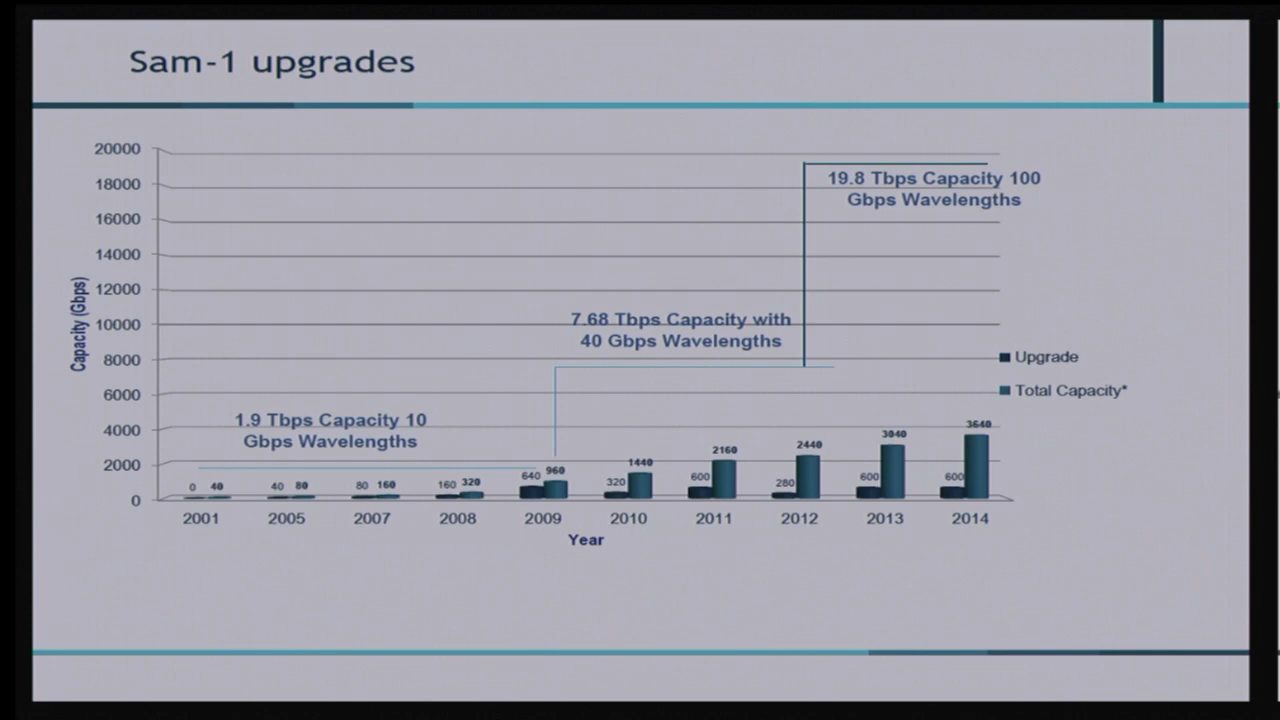 Sam-1 upgrades
20000
18000
16000
14000
12000
10000
8000
6000
4000
2000
0
Capacity (Gbps)
19.8 Tbps Capacity 100
Gbps Wavelengths
7.68 Tbps Capacity with
40 Gbps Wavelengths
1.9 Tbps Capacity 10
Gbps Wavelengths
Upgrade
Total Capacity*
0 40 40 80 80 160 160 320 640 960 320 1440 600 2160 280 2440 600 3040 600 3640
2001 2005 2007 2008 2009 2010 2011 2012 2013 2014
Year